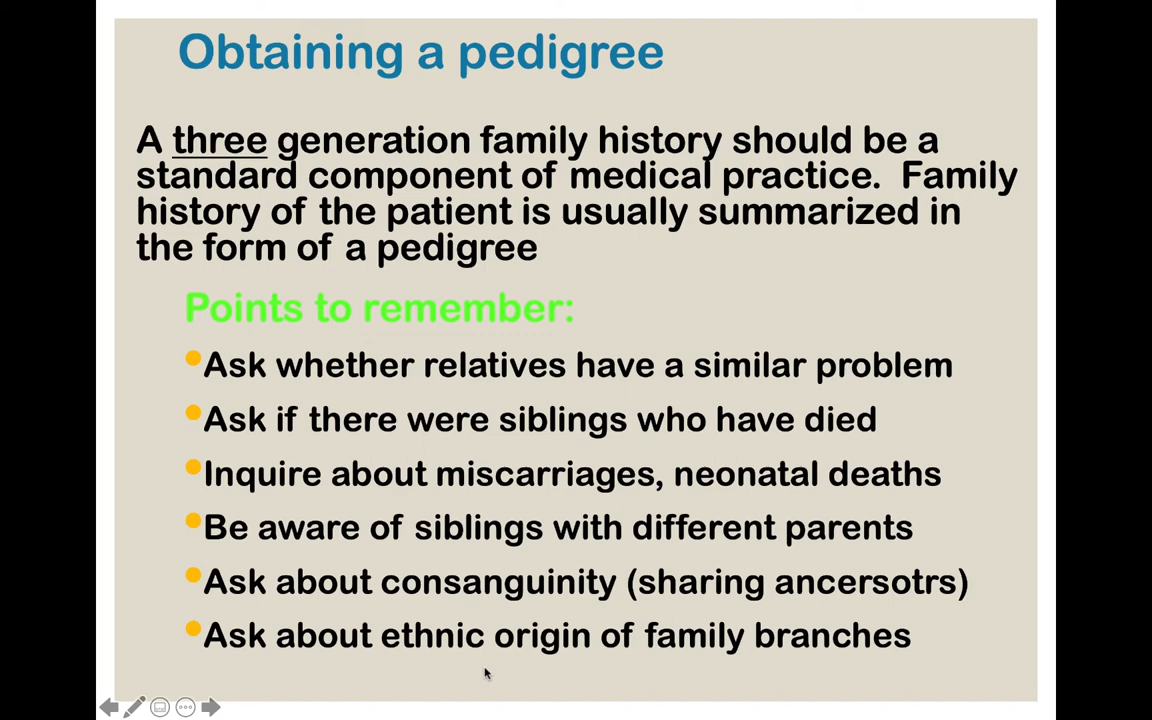 Obtaining a pedigree
A three generation family history should be a
standard component of medical practice.  Family
history of the patient is usually summarized in
the form of a pedigree
Points to remember:
•Ask whether relatives have a similar problem
•Ask if there were siblings who have died
•Inquire about miscarriages, neonatal deaths
•Be aware of siblings with different parents
•Ask about consanguinity (sharing ancersotrs)
•Ask about ethnic origin of family branches